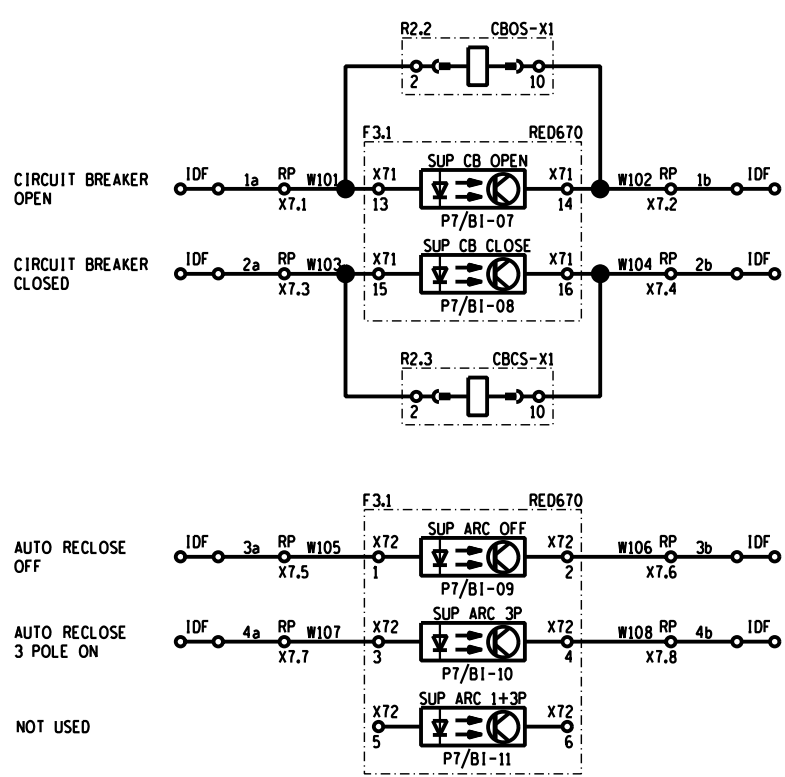 R2.2 CBOS-X1
2 10
F3.1 RED670
CIRCUIT BREAKER
OPEN
IDF 1a RP W101 X71 SUP CB OPEN X71 W102 RP 1b IDF
X7.1 13 P7/BI-07 14 X7.2
CIRCUIT BREAKER
CLOSED
IDF 2a RP W103 X71 SUP CB CLOSE X71 W104 RP 2b IDF
X7.3 15 P7/BI-08 16 X7.4
R2.3 CBCS-X1
2 10
F3.1 RED670
AUTO RECLOSE
OFF
IDF 3a RP W105 X72 SUP ARC OFF X72 W106 RP 3b IDF
X7.5 1 P7/BI-09 2 X7.6
AUTO RECLOSE
3 POLE ON
IDF 4a RP W107 X72 SUP ARC 3P X72 W108 RP 4b IDF
X7.7 3 P7/BI-10 4 X7.8
NOT USED
X72 SUP ARC 1+3P X72
5 P7/BI-11 6